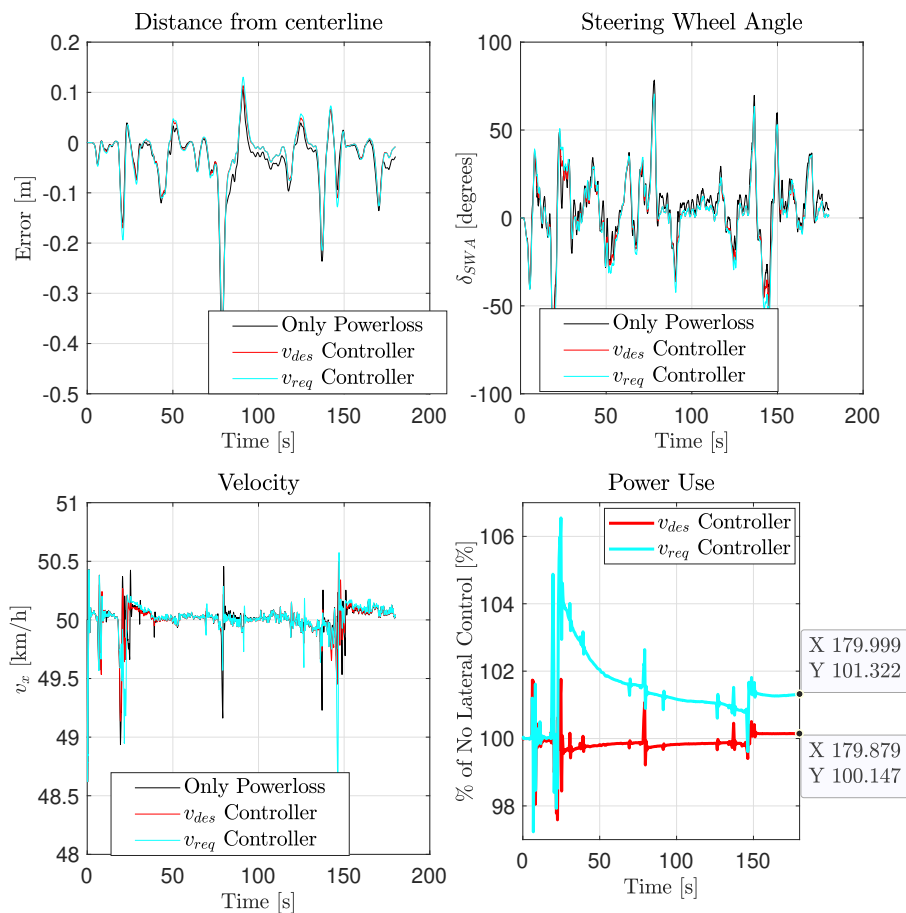 Distance from centerline
0.2
0.1
0
-0.1
-0.2
-0.3
-0.4
-0.5
Error [m]
Only Powerloss
v_des Controller
v_req Controller
0 50 100 150 200
Time [s]
Steering Wheel Angle
100
50
0
-50
-100
δ_SWA [degrees]
Only Powerloss
v_des Controller
v_req Controller
0 50 100 150 200
Time [s]
Velocity
51
50.5
50
49.5
49
48.5
48
v_x [km/h]
Only Powerloss
v_des Controller
v_req Controller
0 50 100 150 200
Time [s]
Power Use
106
104
102
100
98
% of No Lateral Control [%]
v_des Controller
v_req Controller
X 179.999
Y 101.322
X 179.879
Y 100.147
0 50 100 150
Time [s]